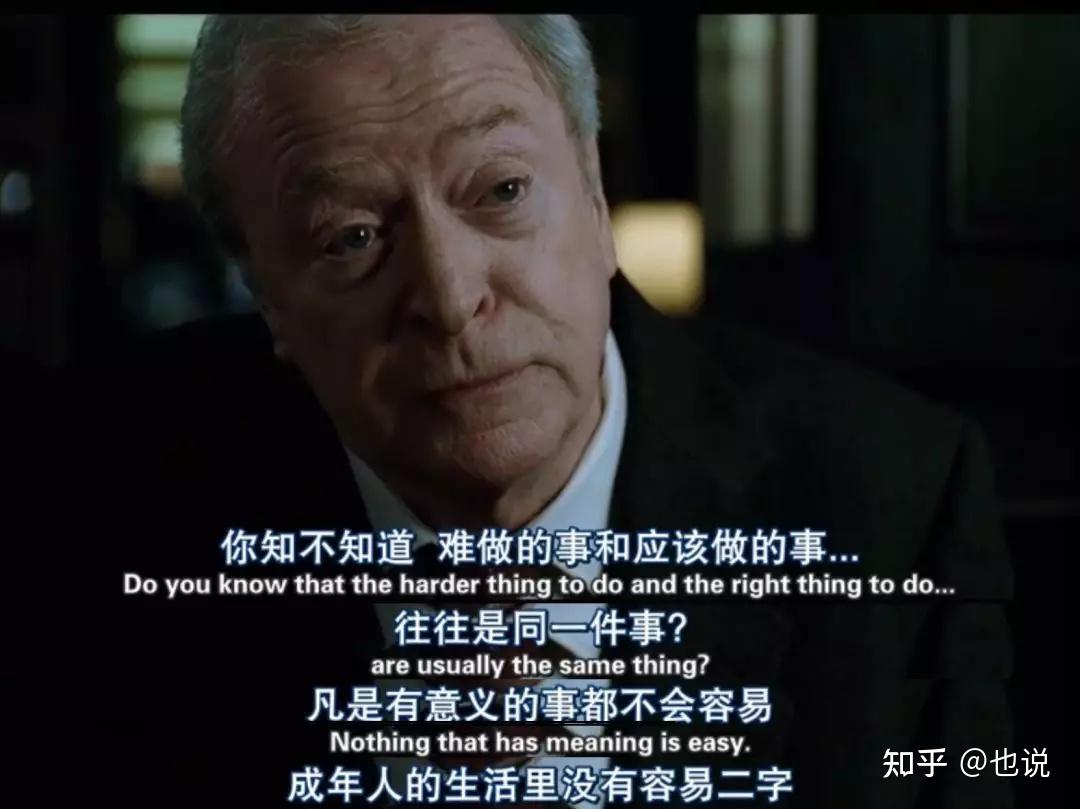 你知不知道 难做的事和应该做的事...
Do you know that the harder thing to do and the right thing to do...
往往是同一件事?
are usually the same thing?
凡是有意义的事都不会容易
Nothing that has meaning is easy.
成年人的生活里没有容易二字
知乎 @也说